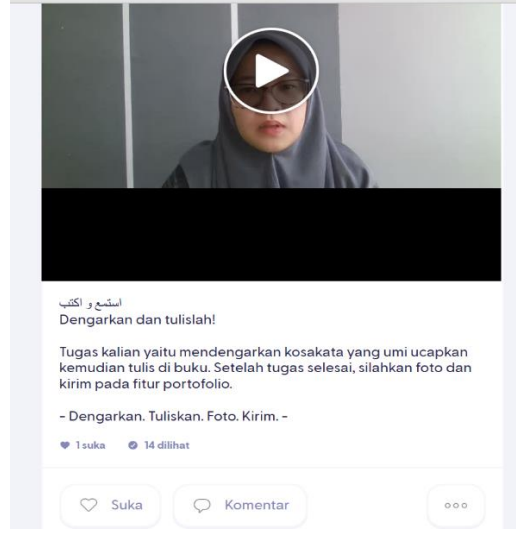 استمع و اكتب
Dengarkan dan tulislah!
Tugas kalian yaitu mendengarkan kosakata yang umi ucapkan
kemudian tulis di buku. Setelah tugas selesai, silahkan foto dan
kirim pada fitur portofolio.
- Dengarkan. Tuliskan. Foto. Kirim. -
1 suka 14 dilihat
Suka Komentar